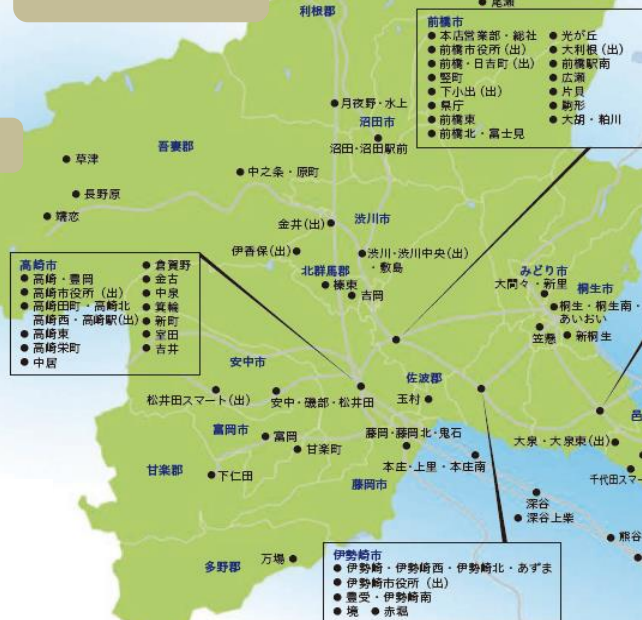 利根郡
尾瀬
前橋市
● 本店営業部・総社 ● 光が丘
● 前橋市役所(出) ● 大利根(出)
● 前橋・日吉町(出) ● 前橋駅南
● 竪町 ● 広瀬
● 下小出(出) ● 片貝
● 県庁 ● 駒形
● 前橋東 ● 大胡・粕川
● 前橋北・富士見
月夜野・水上
沼田市
沼田・沼田駅前
吾妻郡
草津
中之条・原町
長野原
嬬恋
金井(出)
渋川市
伊香保(出)
渋川・渋川中央(出)
・敷島
北群馬郡
榛東
吉岡
みどり市
大間々・新里
桐生市
桐生・桐生南・
あいおい
笠懸
新桐生
高崎市 ● 倉賀野
● 高崎・豊岡 ● 金古
● 高崎市役所(出) ● 中泉
● 高崎田町・高崎北 ● 箕輪
高崎西・高崎駅(出) ● 新町
● 高崎東 ● 室田
● 高崎栄町 ● 吉井
● 中居
安中市
松井田スマート(出)
安中・磯部・松井田
佐波郡
玉村
邑
富岡市
富岡
甘楽町
藤岡・藤岡北・鬼石
大泉・大泉東(出)
甘楽郡
下仁田
本庄・上里・本庄南
千代田スマー
藤岡市
深谷
深谷上柴
熊谷
多野郡
万場
伊勢崎市
● 伊勢崎・伊勢崎西・伊勢崎北・あずま
● 伊勢崎市役所(出)
● 豊受・伊勢崎南
● 境 ● 赤堀